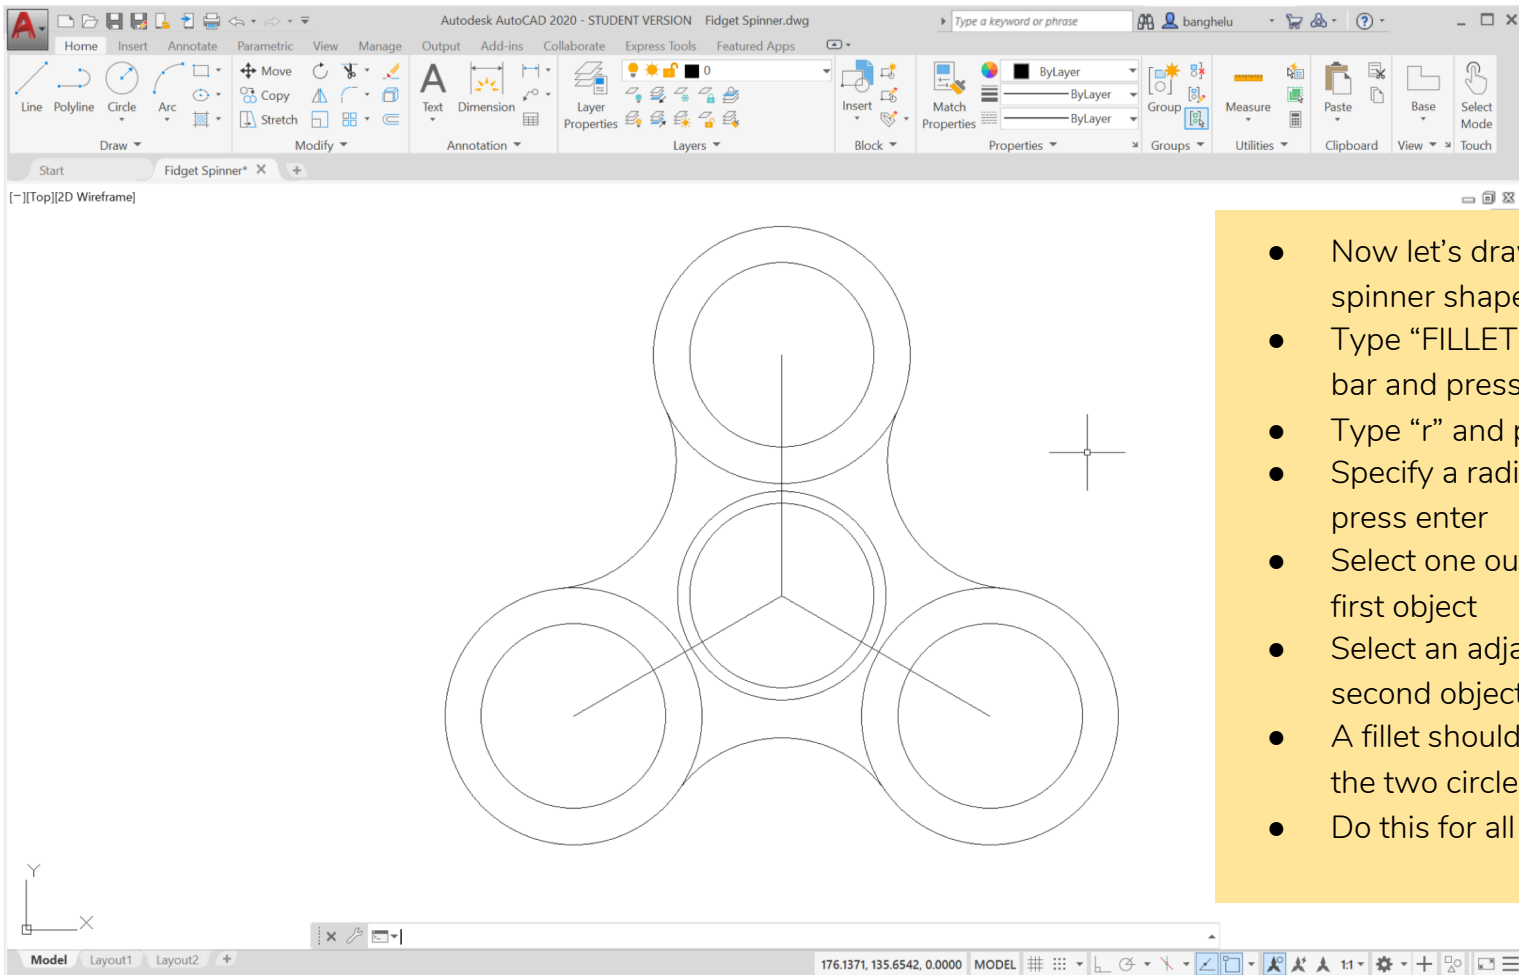 Autodesk AutoCAD 2020 - STUDENT VERSION Fidget Spinner.dwg
Type a keyword or phrase
banghelu
Home Insert Annotate Parametric View Manage Output Add-ins Collaborate Express Tools Featured Apps
Line Polyline Circle Arc
Move
Copy
Stretch
Text Dimension
Layer
Properties
0
Insert
Match
Properties
ByLayer
ByLayer
ByLayer
Group
Measure
Paste
Base
Select
Mode
Draw Modify Annotation Layers Block Properties Groups Utilities Clipboard View Touch
Start Fidget Spinner* +
[−][Top][2D Wireframe]
● Now let's
spinner shape
● Type “FILLET
bar and press
● Type “r” and
● Specify a
press enter
● Select one
first object
● Select an
second object
● A fillet should
the two circle
● Do this for all
Y
X
Model Layout1 Layout2 +
176.1371, 135.6542, 0.0000 MODEL 1:1